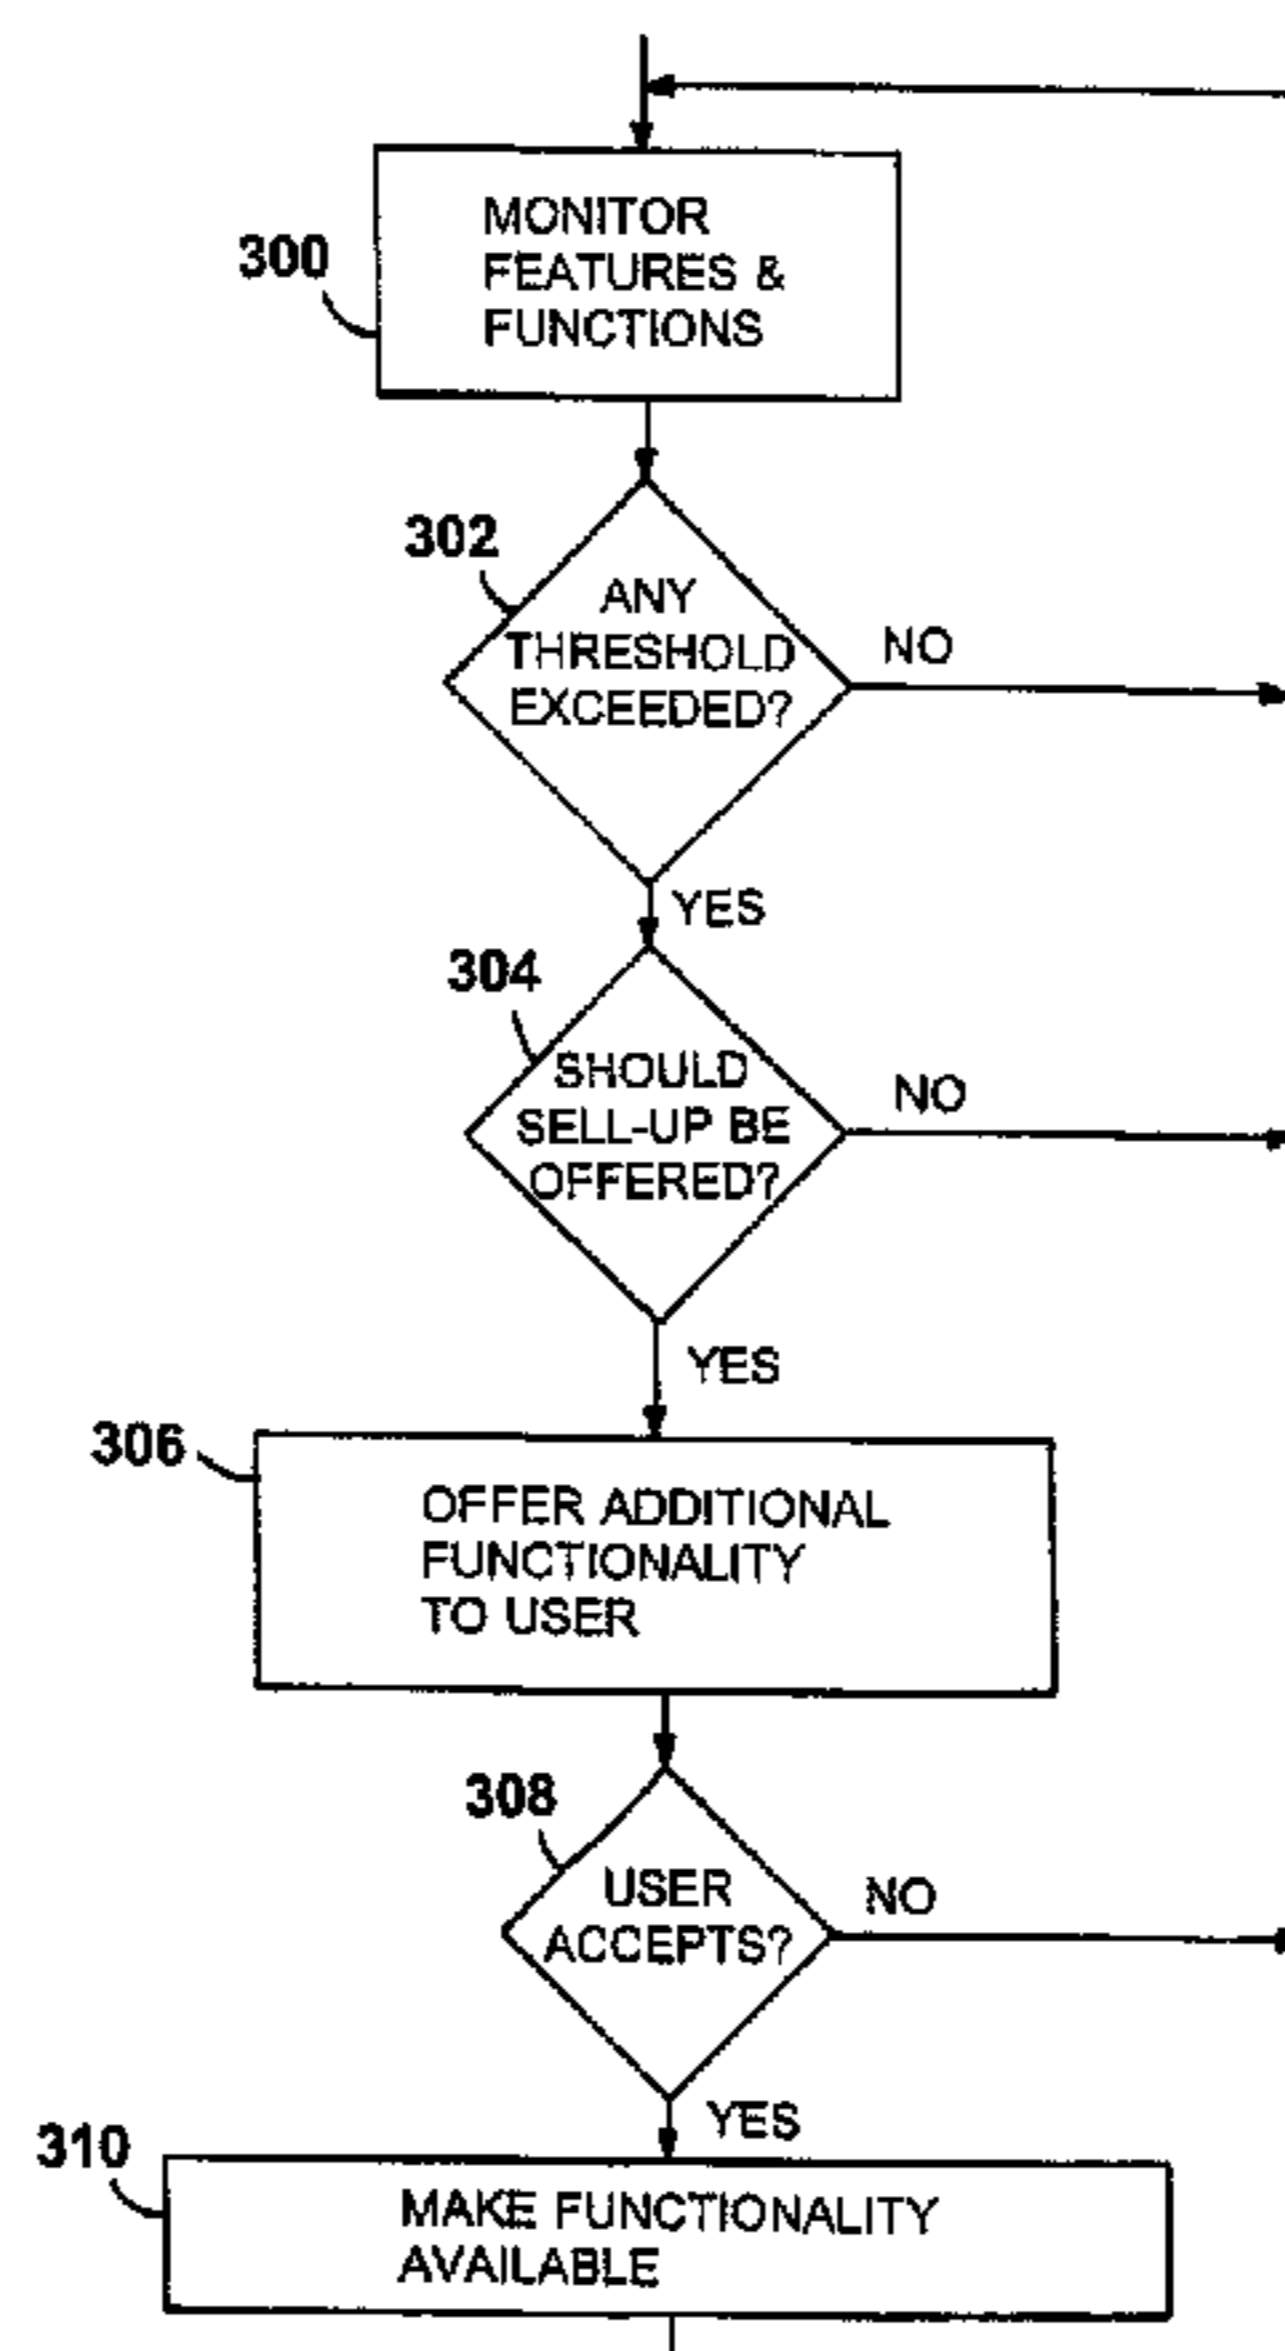 MONITOR
FEATURES &
FUNCTIONS
300
302
ANY
THRESHOLD
EXCEEDED?
NO
YES
304
SHOULD
SELL-UP BE
OFFERED?
NO
YES
306
OFFER ADDITIONAL
FUNCTIONALITY
TO USER
308
USER
ACCEPTS?
NO
YES
310
MAKE FUNCTIONALITY
AVAILABLE